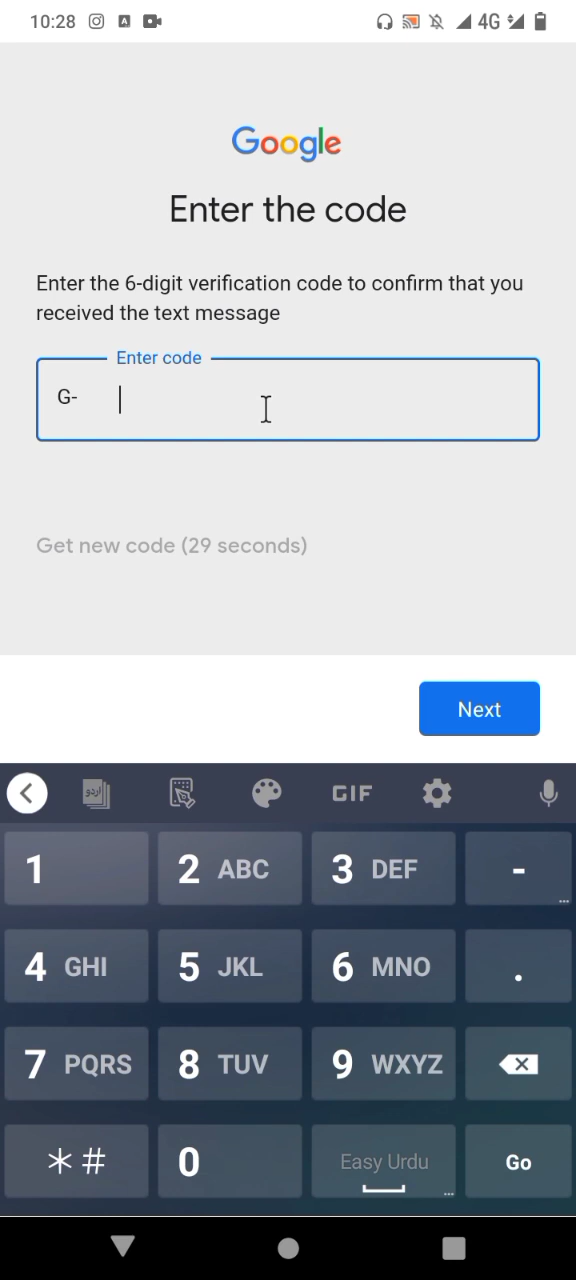 10:28
4G
Google
Enter the code
Enter the 6-digit verification code to confirm that you
received the text message
Enter code
G-
Get new code (29 seconds)
Next
اردو GIF
1 2 ABC 3 DEF -
4 GHI 5 JKL 6 MNO .
7 PQRS 8 TUV 9 WXYZ
*# 0 Easy Urdu Go